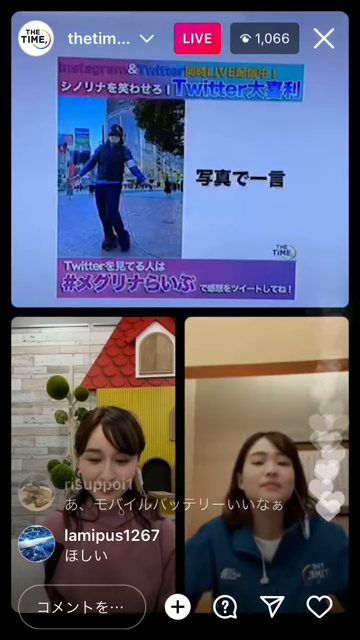 THE
TIME,
thetim...
LIVE
1,066
Instagram&Twitter同時LIVE配信中！
シノリナを笑わせろ！Twitter大喜利
写真で一言
THE
TIME,
Twitterを見てる人は
#メグリナらいぶ で感想をツイートしてね！
risuppoi1
あ、モバイルバッテリーいいなぁ
lamipus1267
ほしい
コメントを…